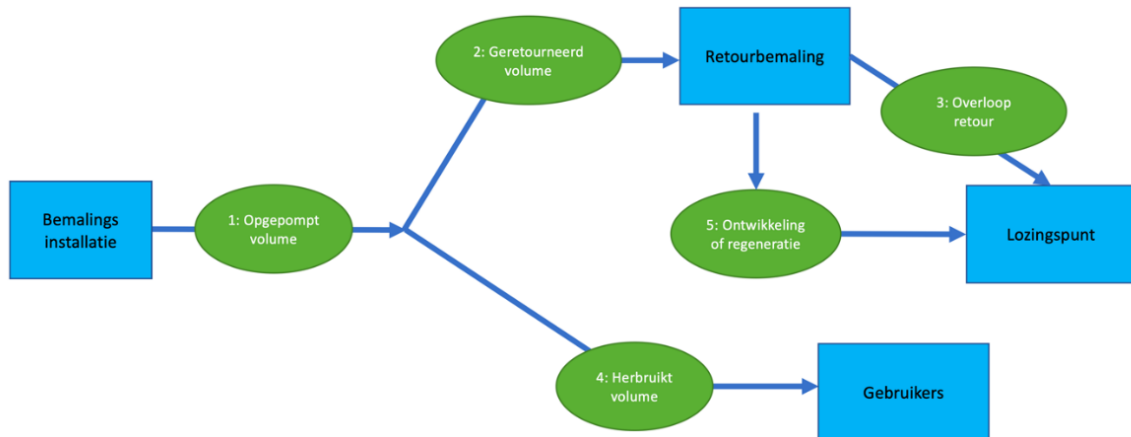 2: Geretourneerd
volume
Retourbemaling
3: Overloop
retour
Bemalings
installatie
1: Opgepompt
volume
5: Ontwikkeling
of regeneratie
Lozingspunt
4: Herbruikt
volume
Gebruikers